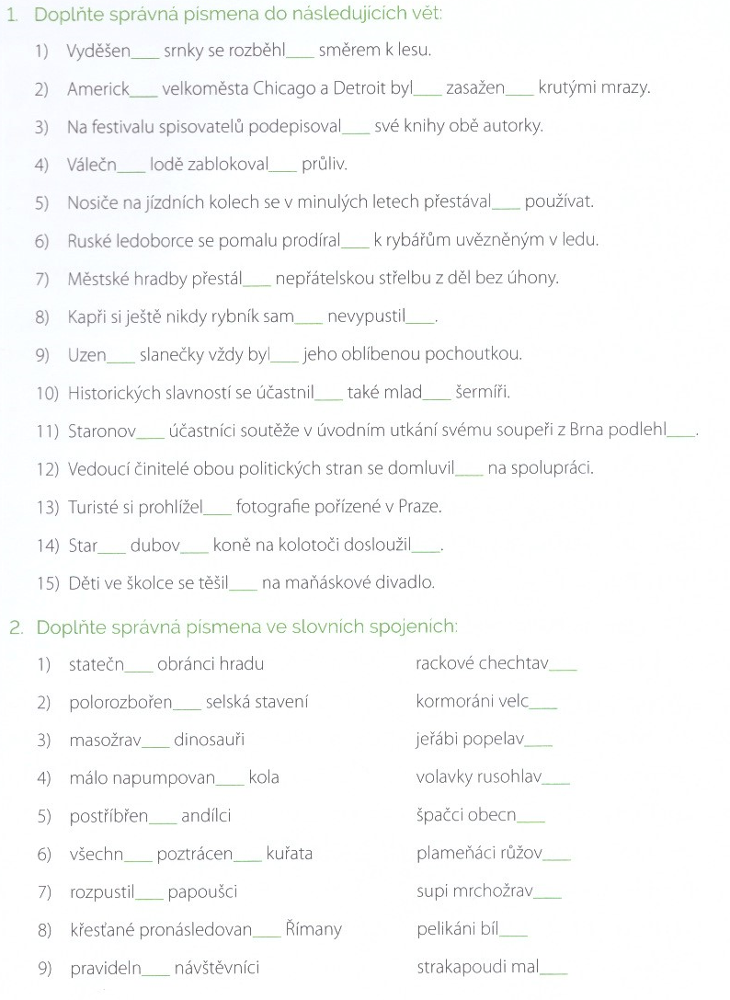 1. Doplňte správná písmena do následujících vět:
1) Vyděšen___ srnky se rozběhl___ směrem k lesu.
2) Americk___ velkoměsta Chicago a Detroit byl___ zasažen___ krutými mrazy.
3) Na festivalu spisovatelů podepisoval___ své knihy obě autorky.
4) Válečn___ lodě zablokoval___ průliv.
5) Nosiče na jízdních kolech se v minulých letech přestával___ používat.
6) Ruské ledoborce se pomalu prodíral___ k rybářům uvězněným v ledu.
7) Městské hradby přestál___ nepřátelskou střelbu z děl bez úhony.
8) Kapři si ještě nikdy rybník sam___ nevypustil___.
9) Uzen___ slanečky vždy byl___ jeho oblíbenou pochoutkou.
10) Historických slavností se účastnil___ také mlad___ šermíři.
11) Staronov___ účastníci soutěže v úvodním utkání svému soupeři z Brna podlehl___.
12) Vedoucí činitelé obou politických stran se domluvil___ na spolupráci.
13) Turisté si prohlížel___ fotografie pořízené v Praze.
14) Star___ dubov___ koně na kolotoči dosloužil___.
15) Děti ve školce se těšil___ na maňáskové divadlo.
2. Doplňte správná písmena ve slovních spojeních:
1) statečn___ obránci hradu rackové chechtav___
2) polorozbořen___ selská stavení kormoráni velc___
3) masožrav___ dinosauři jeřábi popelav___
4) málo napumpovan___ kola volavky rusohlav___
5) postříbřen___ andílci špačci obecn___
6) všechn___ poztrácen___ kuřata plameňáci růžov___
7) rozpustil___ papoušci supi mrchožrav___
8) křesťané pronásledovan___ Římany pelikáni bíl___
9) pravideln___ návštěvníci strakapoudi mal___